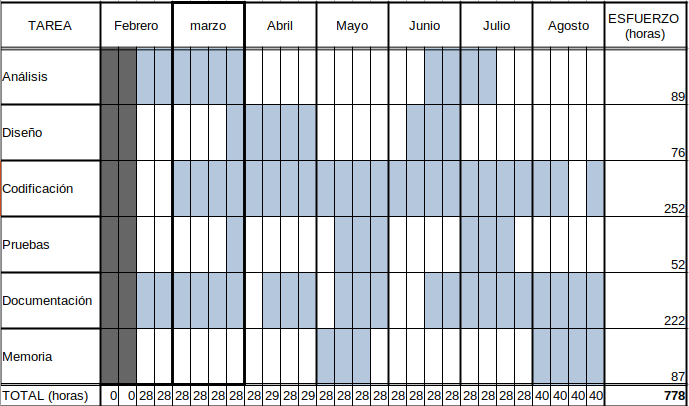 TAREA Febrero marzo Abril Mayo Junio Julio Agosto ESFUERZO
(horas)
Análisis 89
Diseño 76
Codificación 252
Pruebas 52
Documentación 222
Memoria 87
TOTAL (horas) 0 0 28 28 28 28 28 28 28 29 28 29 28 28 28 28 28 28 28 28 28 28 28 28 40 40 40 40 778